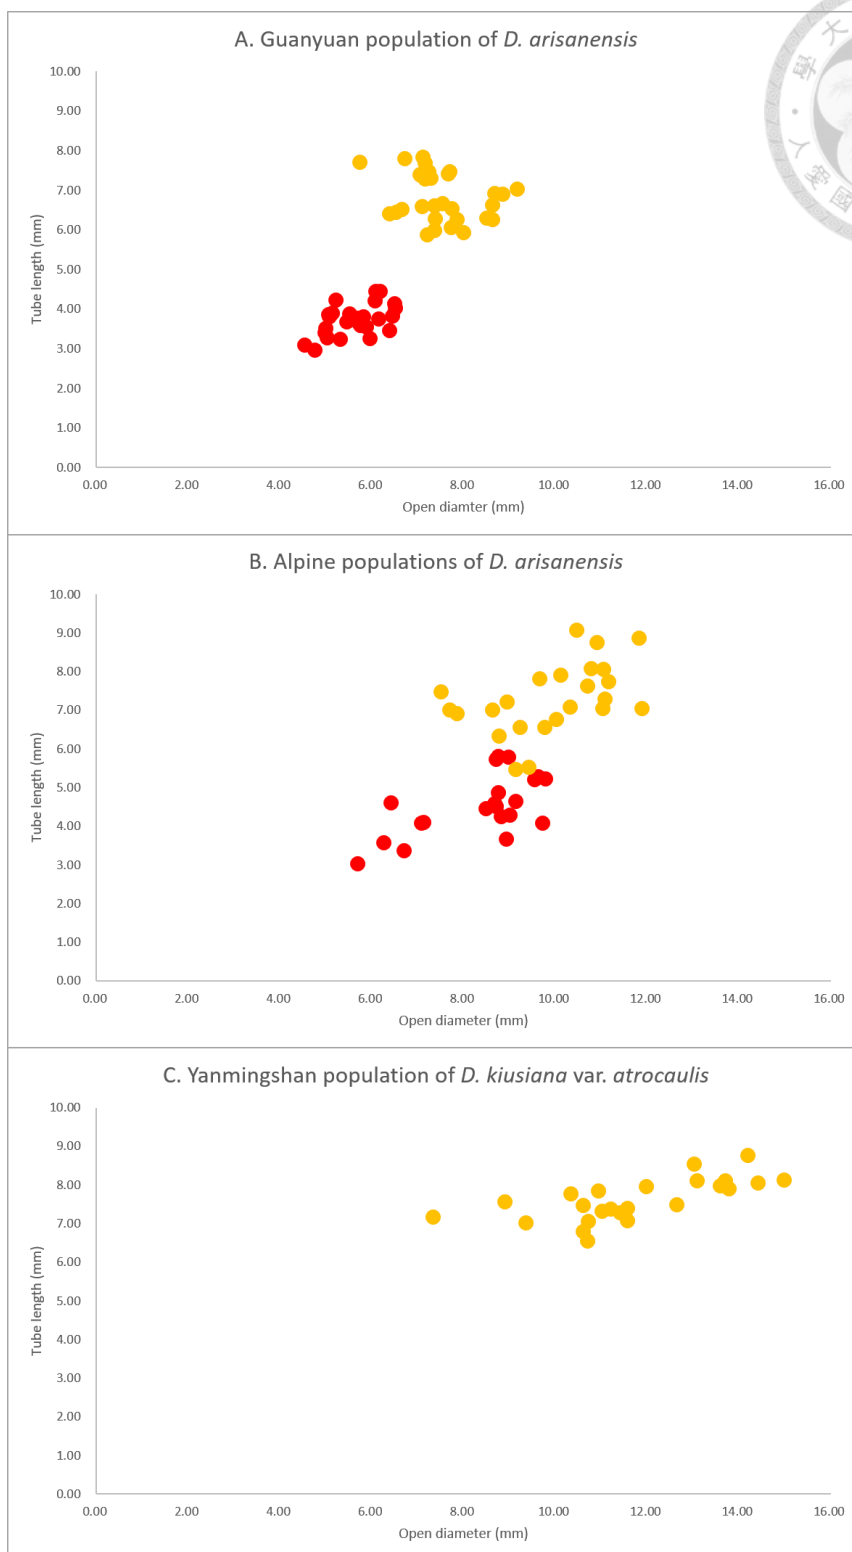 A. Guanyuan population of D. arisanensis
10.00
9.00
8.00
7.00
6.00
5.00
4.00
3.00
2.00
1.00
0.00
Tube length (mm)
0.00 2.00 4.00 6.00 8.00 10.00 12.00 14.00 16.00
Open diamter (mm)
學 大
人 愛 國
B. Alpine populations of D. arisanensis
10.00
9.00
8.00
7.00
6.00
5.00
4.00
3.00
2.00
1.00
0.00
Tube length (mm)
0.00 2.00 4.00 6.00 8.00 10.00 12.00 14.00 16.00
Open diameter (mm)
C. Yanmingshan population of D. kiusiana var. atrocaulis
10.00
9.00
8.00
7.00
6.00
5.00
4.00
3.00
2.00
1.00
0.00
Tube length (mm)
0.00 2.00 4.00 6.00 8.00 10.00 12.00 14.00 16.00
Open diameter (mm)